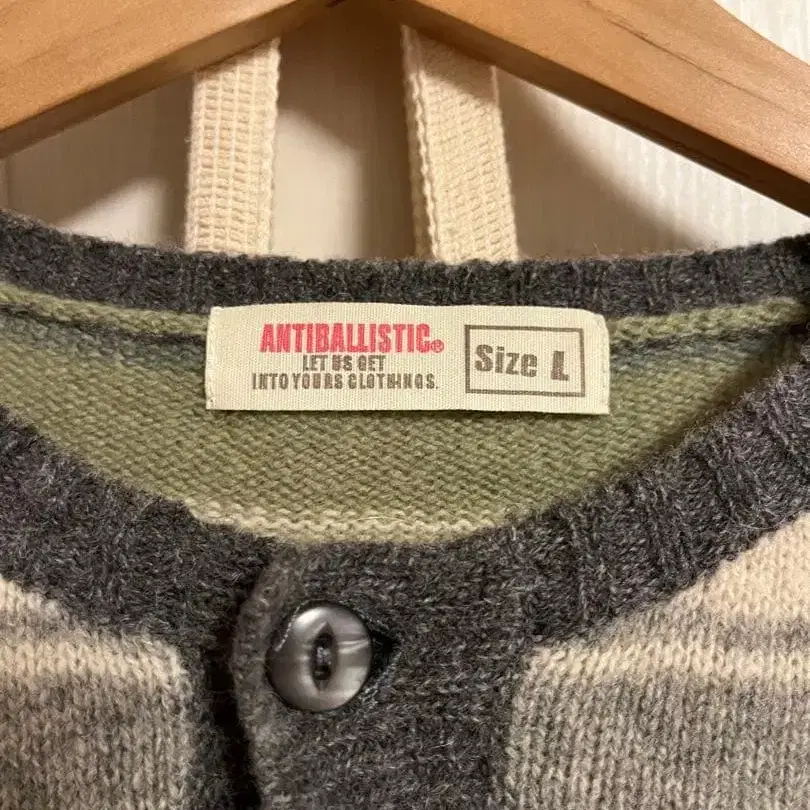 ANTIBALLISTIC®
LET US GET
INTO YOURS CLOTHINGS.
Size L